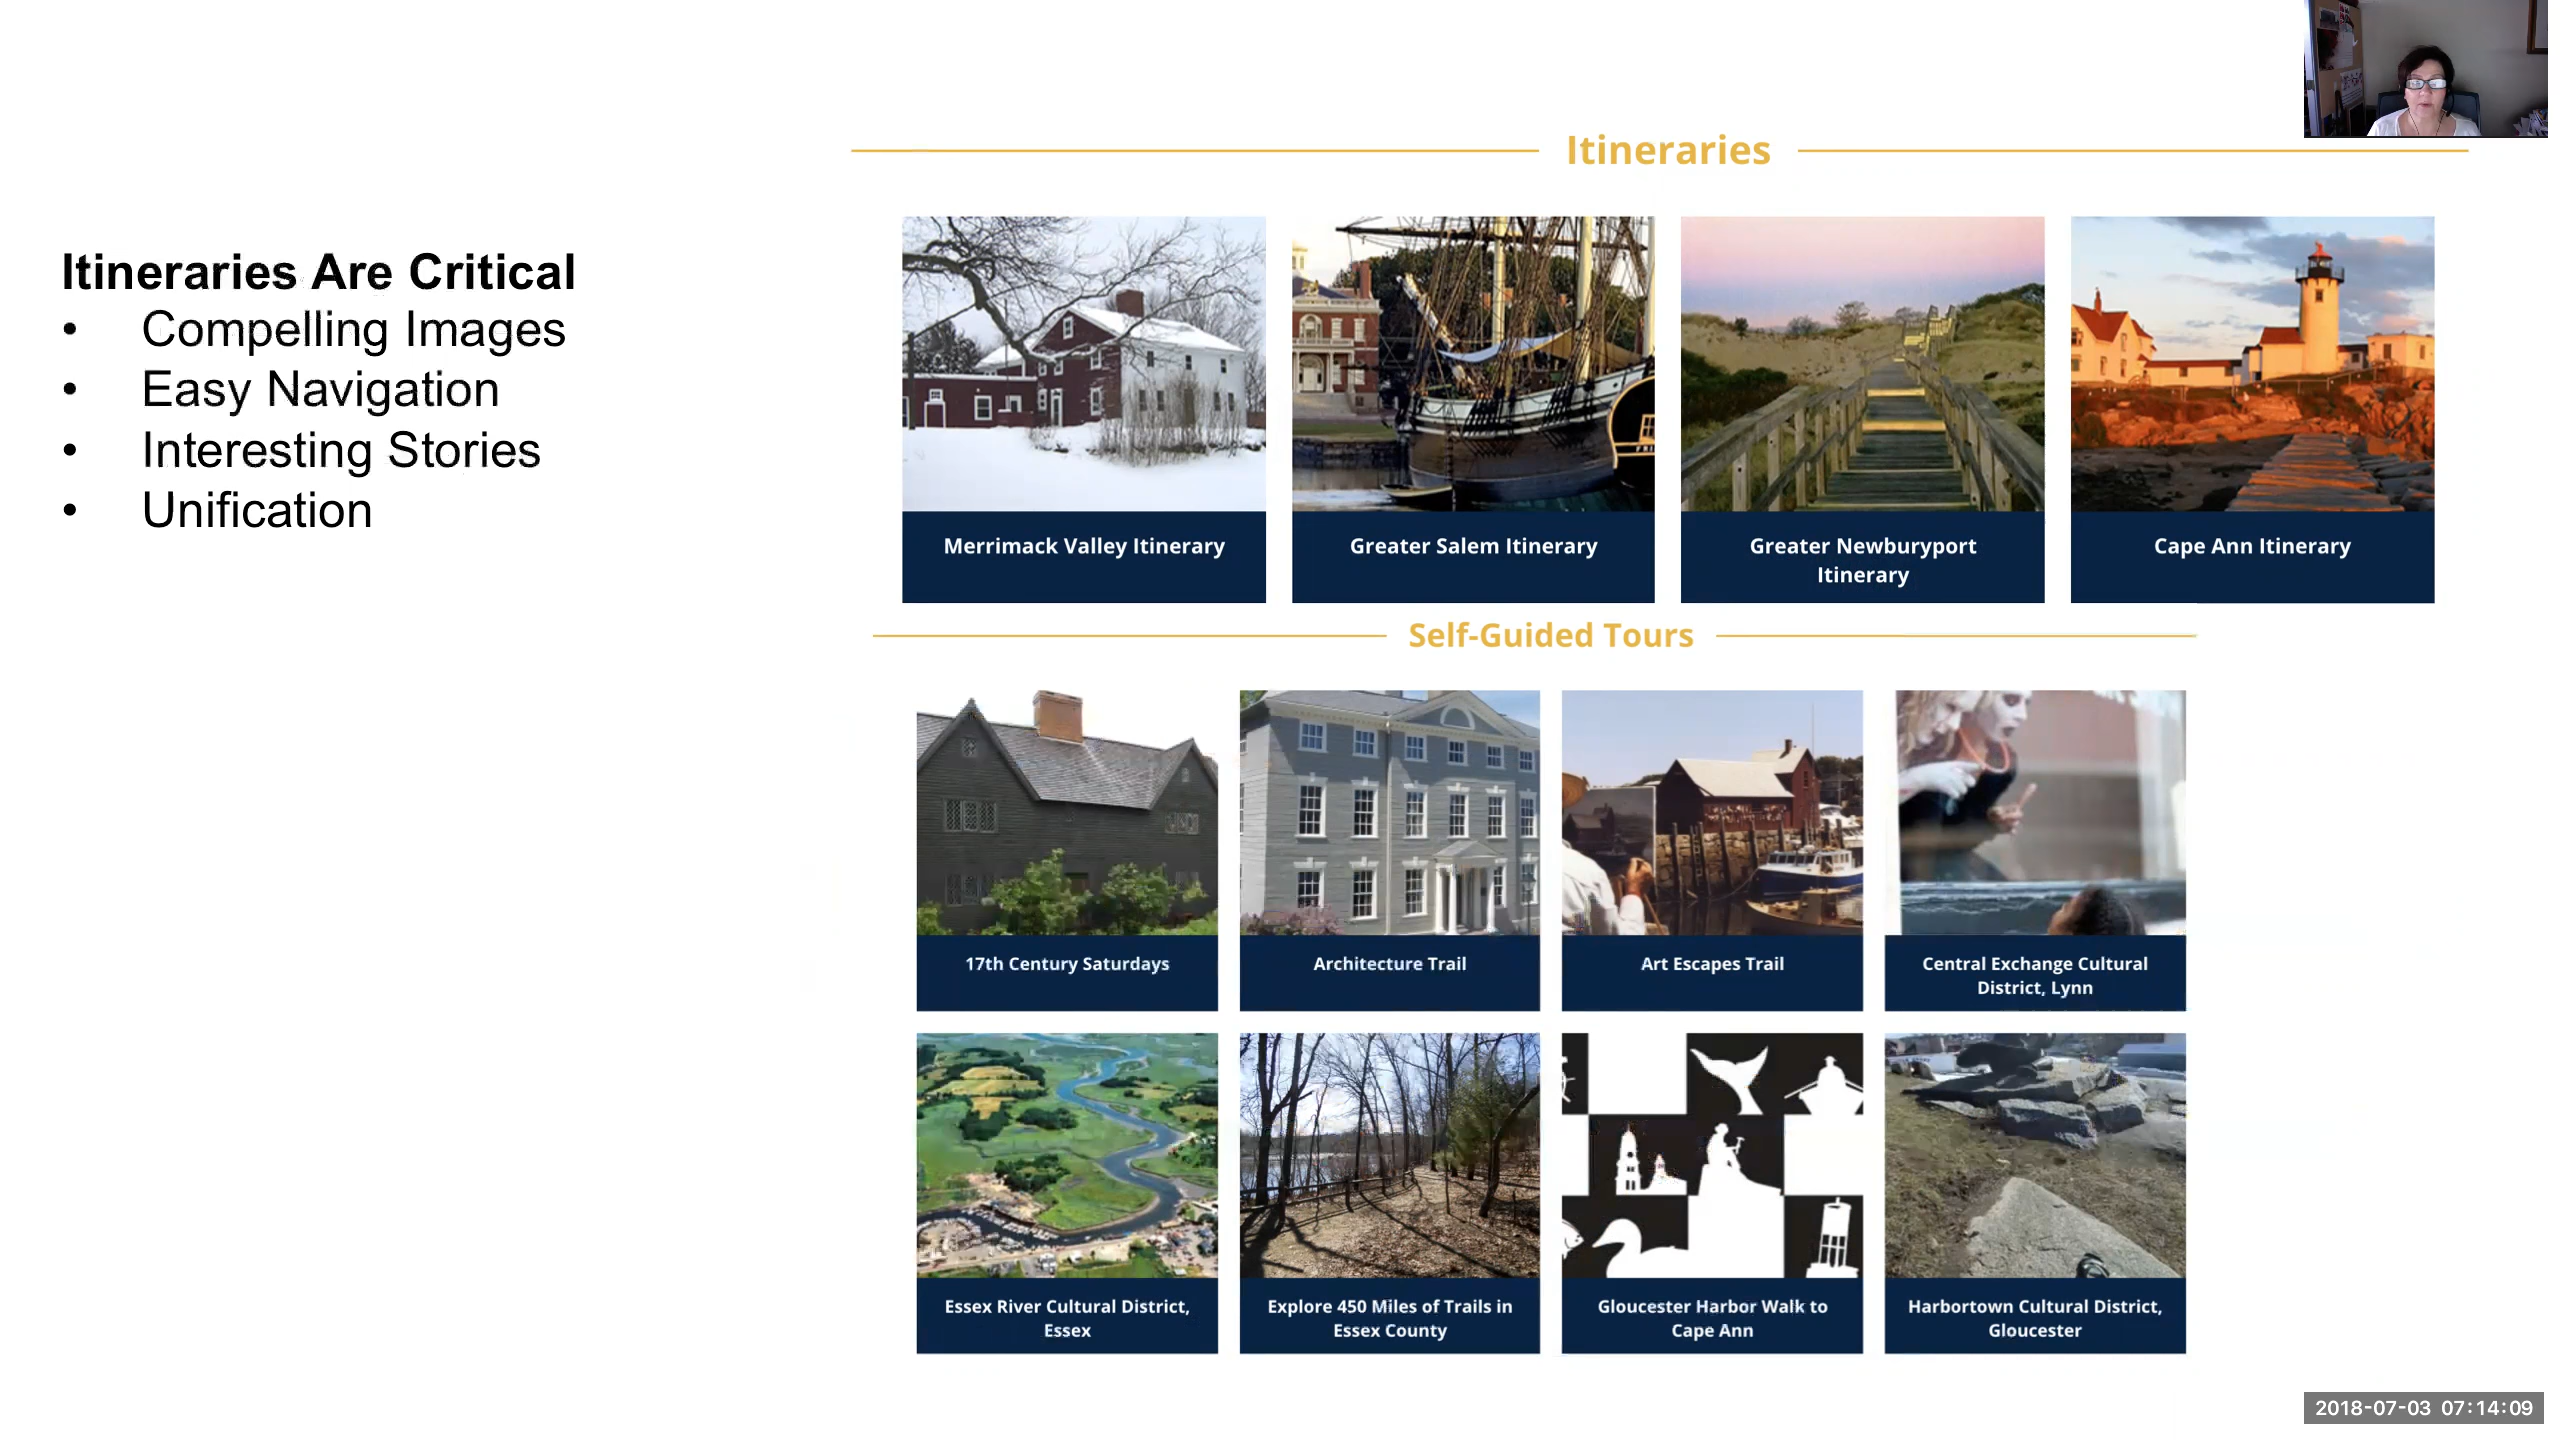 Itineraries Are Critical
• Compelling Images
• Easy Navigation
• Interesting Stories
• Unification
Itineraries
Merrimack Valley Itinerary
Greater Salem Itinerary
Greater Newburyport
Itinerary
Cape Ann Itinerary
Self-Guided Tours
17th Century Saturdays
Architecture Trail
Art Escapes Trail
Central Exchange Cultural
District, Lynn
Essex River Cultural District,
Essex
Explore 450 Miles of Trails in
Essex County
Gloucester Harbor Walk to
Cape Ann
Harbortown Cultural District,
Gloucester
2018-07-03 07:14:09